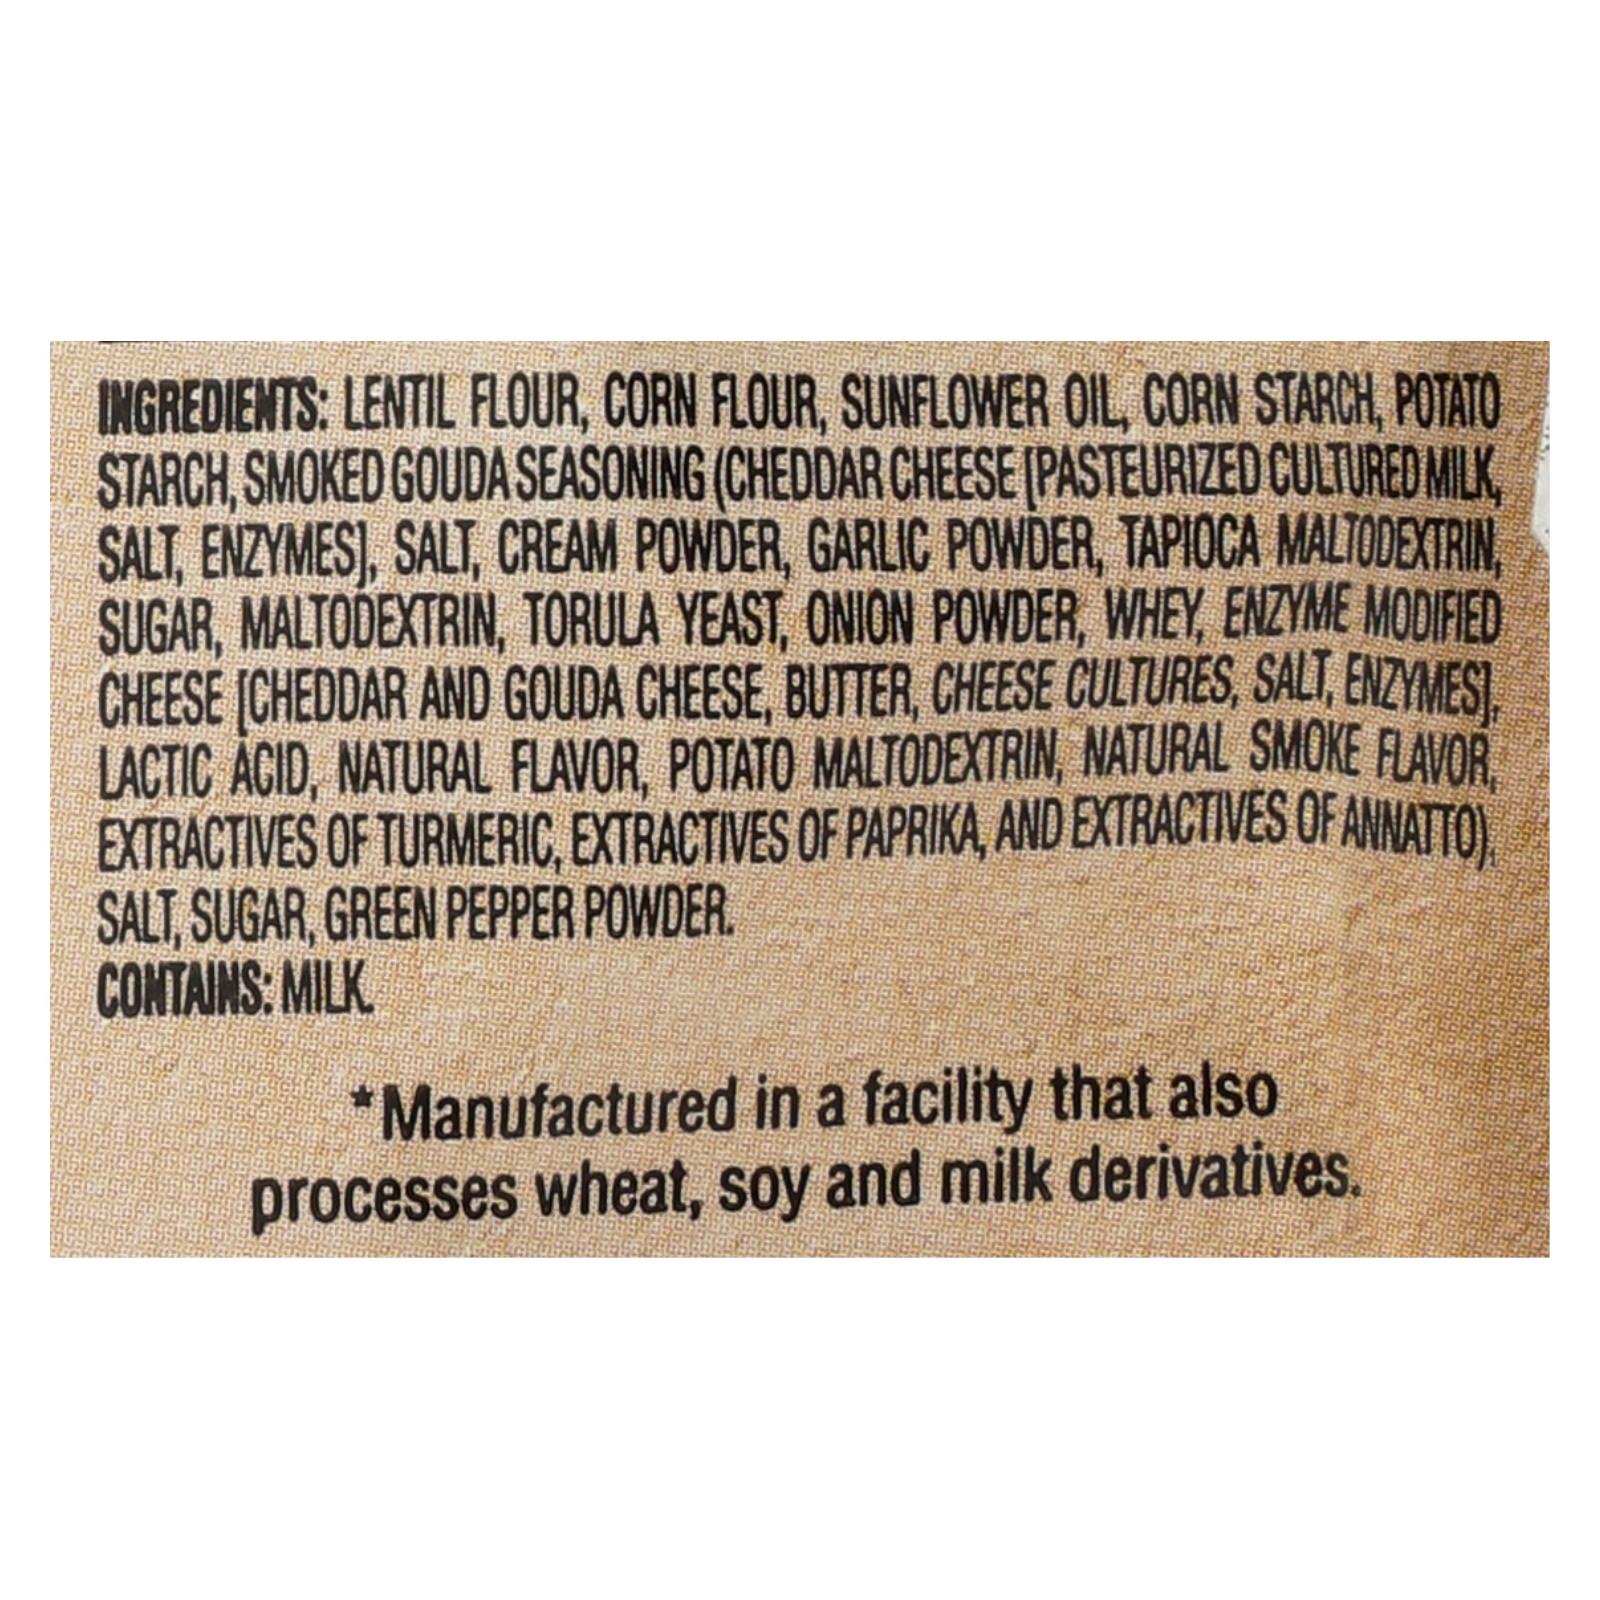 INGREDIENTS: LENTIL FLOUR, CORN FLOUR, SUNFLOWER OIL, CORN STARCH, POTATO
STARCH, SMOKED GOUDA SEASONING (CHEDDAR CHEESE [PASTEURIZED CULTURED MILK,
SALT, ENZYMES], SALT, CREAM POWDER, GARLIC POWDER, TAPIOCA MALTODEXTRIN,
SUGAR, MALTODEXTRIN, TORULA YEAST, ONION POWDER, WHEY, ENZYME MODIFIED
CHEESE [CHEDDAR AND GOUDA CHEESE, BUTTER, CHEESE CULTURES, SALT, ENZYMES],
LACTIC ACID, NATURAL FLAVOR, POTATO MALTODEXTRIN, NATURAL SMOKE FLAVOR,
EXTRACTIVES OF TURMERIC, EXTRACTIVES OF PAPRIKA, AND EXTRACTIVES OF ANNATTO),
SALT, SUGAR, GREEN PEPPER POWDER.
CONTAINS: MILK.
*Manufactured in a facility that also
processes wheat, soy and milk derivatives.